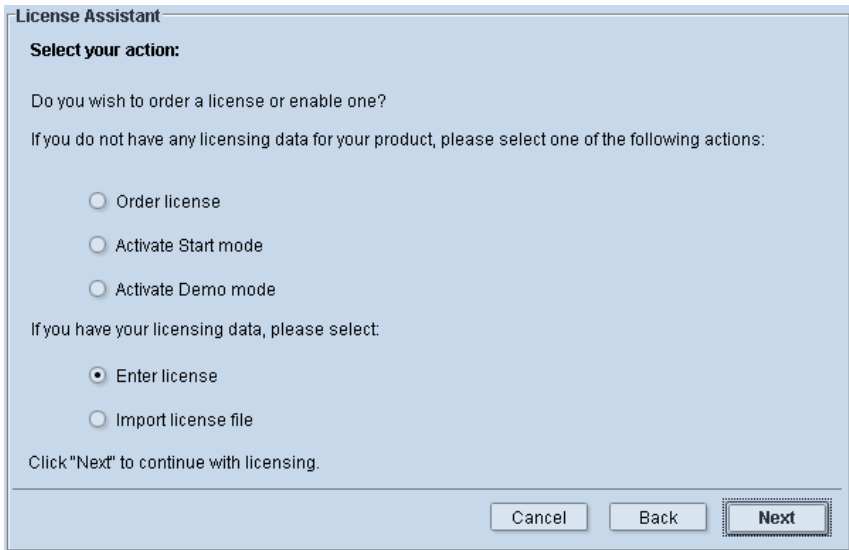 License Assistant
Select your action:
Do you wish to order a license or enable one?
If you do not have any licensing data for your product, please select one of the following actions:
Order license
Activate Start mode
Activate Demo mode
If you have your licensing data, please select:
Enter license
Import license file
Click "Next" to continue with licensing.
Cancel Back Next